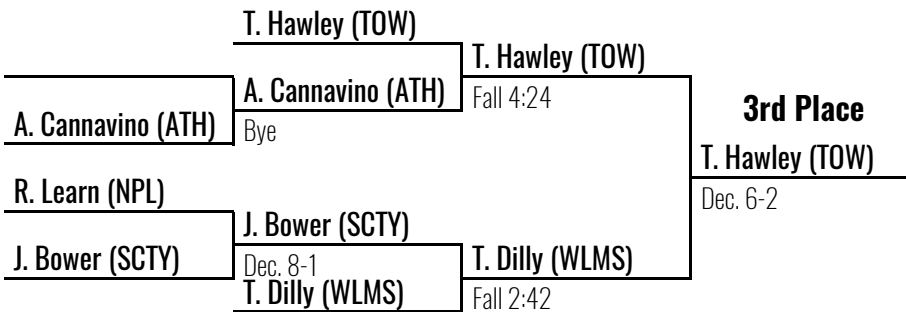 T. Hawley (TOW)
T. Hawley (TOW)
A. Cannavino (ATH)
Fall 4:24
3rd Place
A. Cannavino (ATH)
Bye
T. Hawley (TOW)
R. Learn (NPL)
Dec. 6-2
J. Bower (SCTY)
J. Bower (SCTY)
Dec. 8-1
T. Dilly (WLMS)
T. Dilly (WLMS)
Fall 2:42